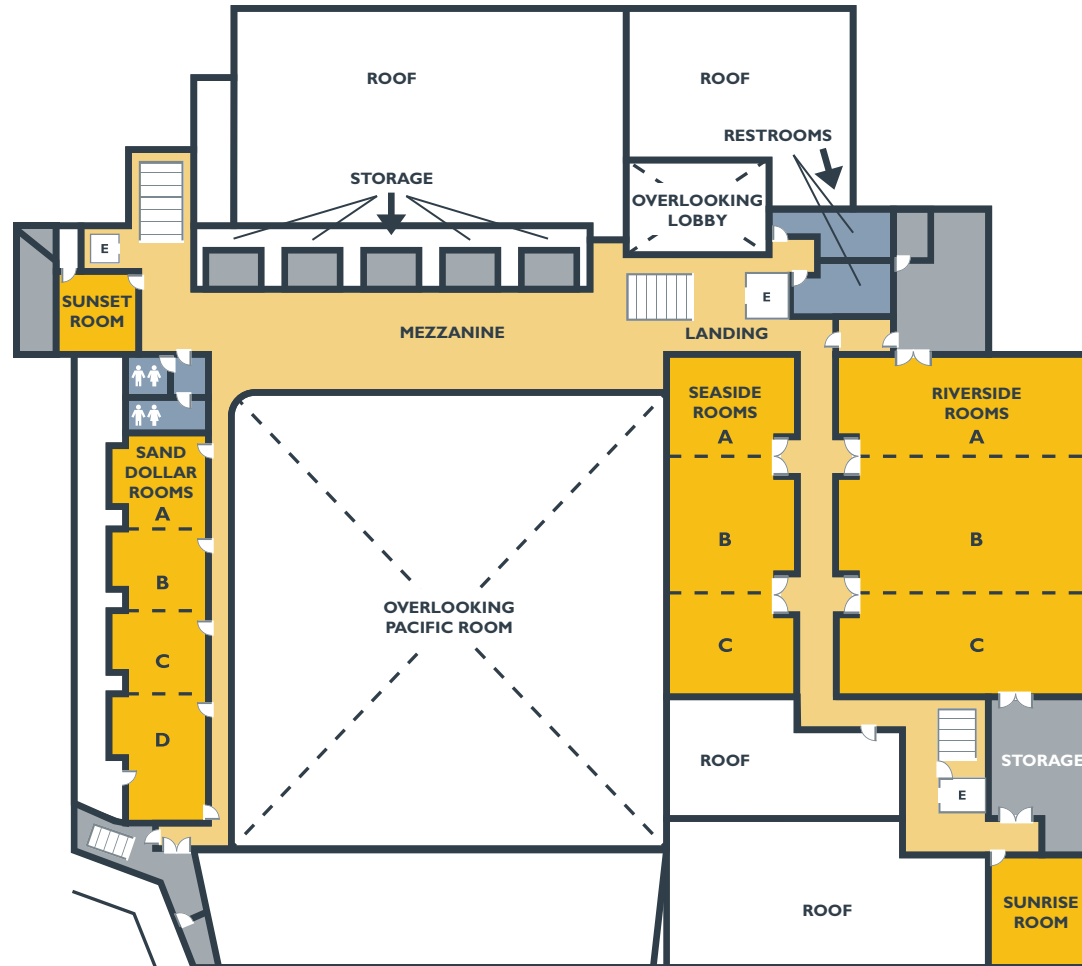 ROOF
ROOF
RESTROOMS
STORAGE
OVERLOOKING
LOBBY
E
SUNSET
ROOM
E
MEZZANINE
LANDING
SEASIDE
ROOMS
A
RIVERSIDE
ROOMS
A
SAND
DOLLAR
ROOMS
A
B
B
B
OVERLOOKING
PACIFIC ROOM
C
C
C
D
ROOF
STORAGE
E
ROOF
SUNRISE
ROOM